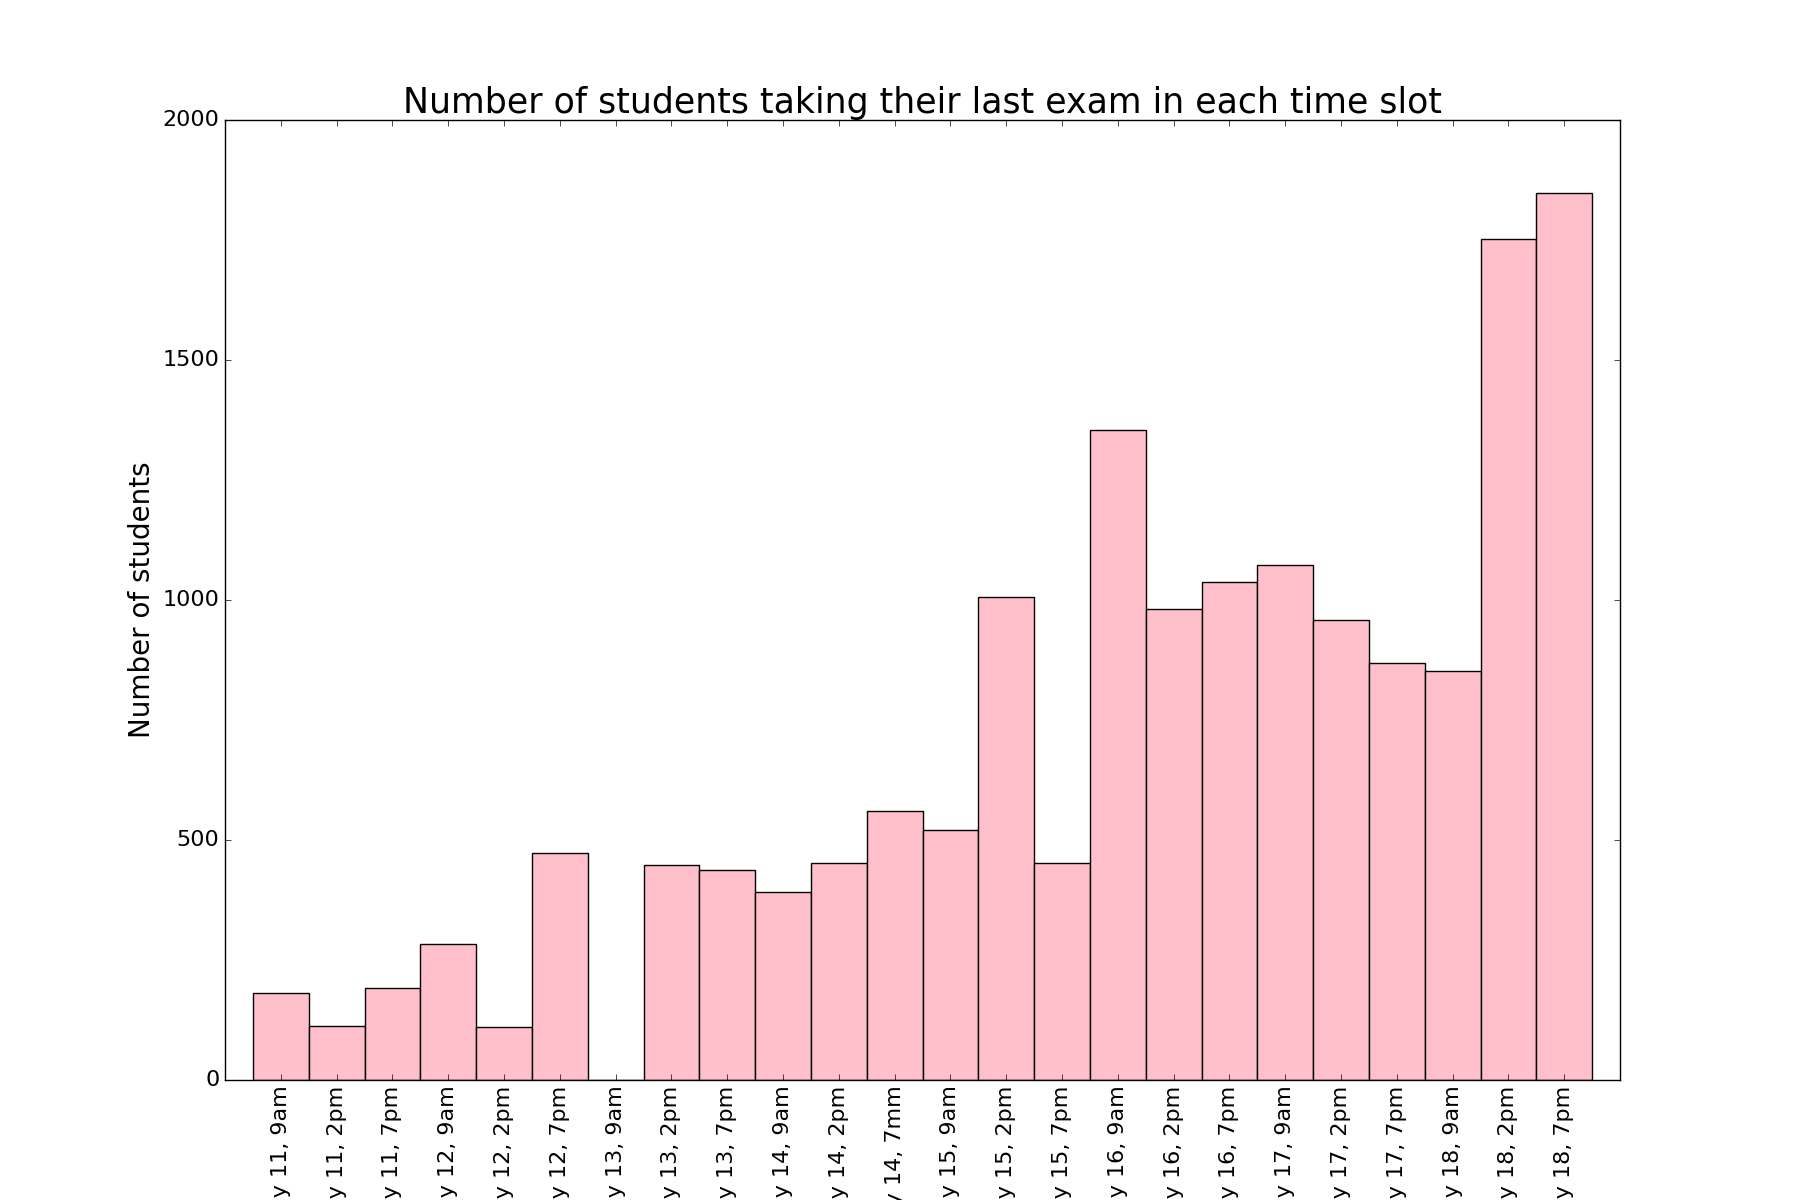 Number of students taking their last exam in each time slot
Number of students
2000
1500
1000
500
0
y 11, 9am
y 11, 2pm
y 11, 7pm
y 12, 9am
y 12, 2pm
y 12, 7pm
y 13, 9am
y 13, 2pm
y 13, 7pm
y 14, 9am
y 14, 2pm
y 14, 7mm
y 15, 9am
y 15, 2pm
y 15, 7pm
y 16, 9am
y 16, 2pm
y 16, 7pm
y 17, 9am
y 17, 2pm
y 17, 7pm
y 18, 9am
y 18, 2pm
y 18, 7pm